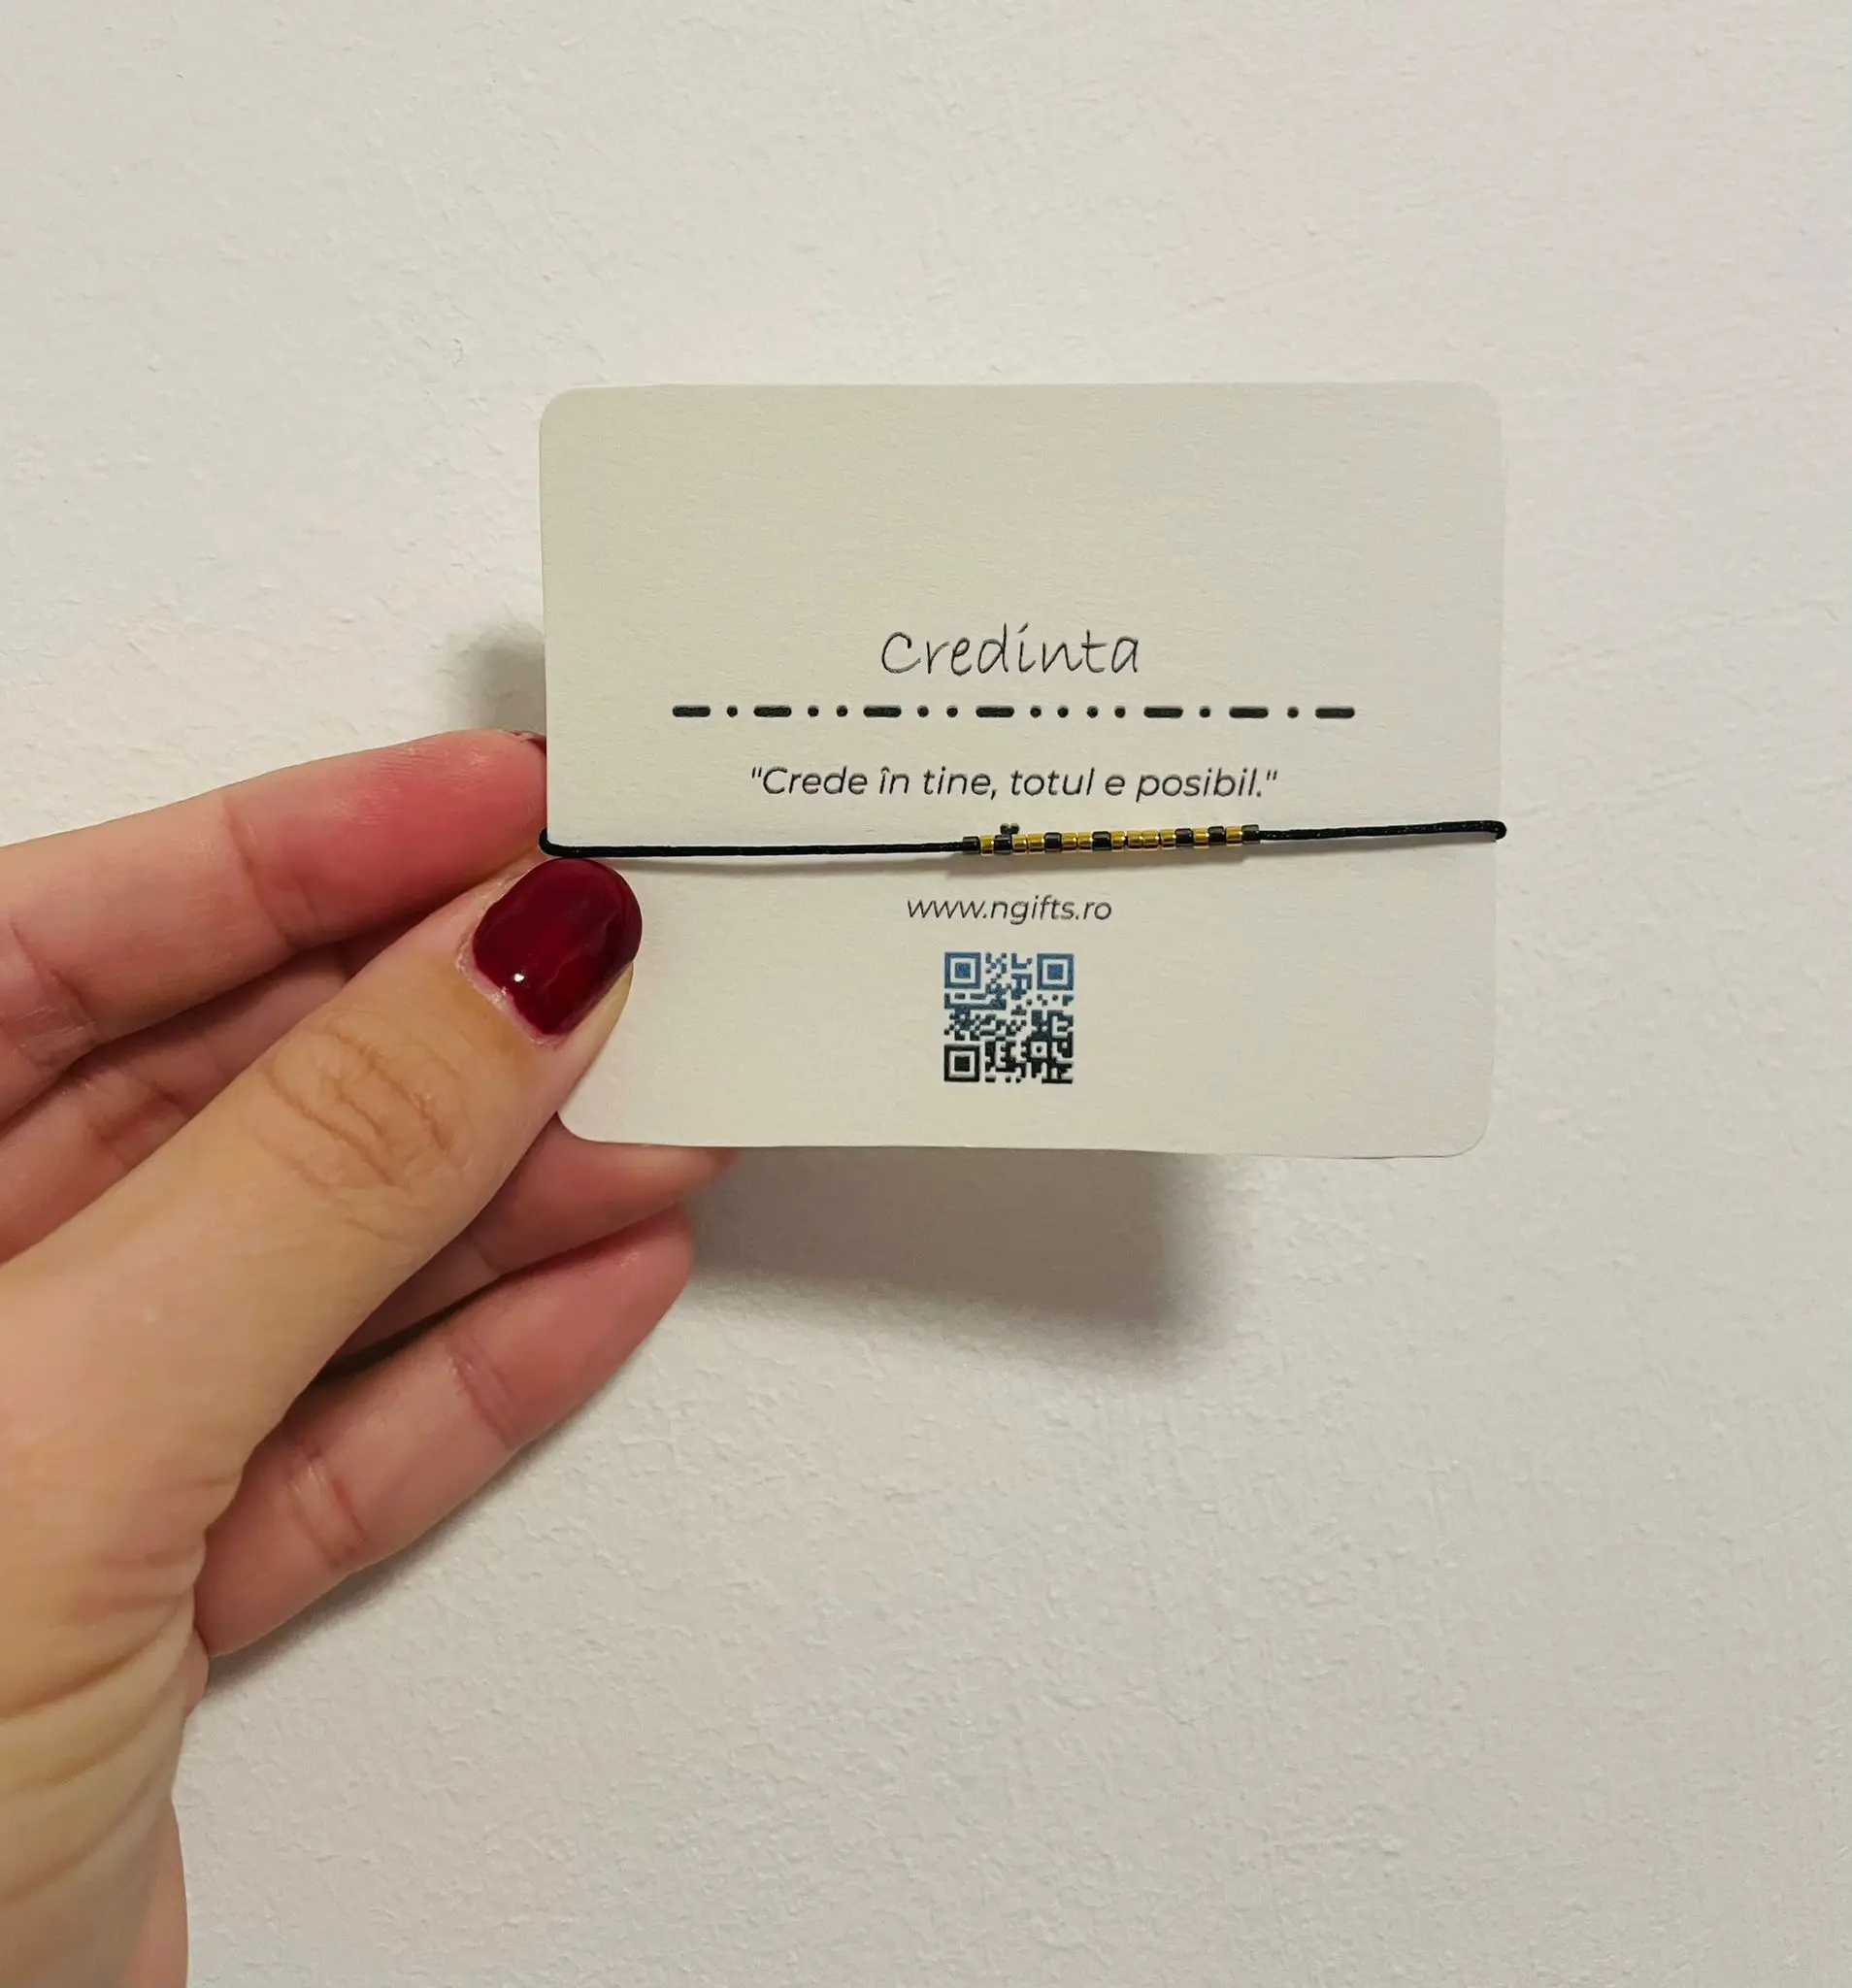 Credinta
"Crede în tine, totul e posibil."
www.ngifts.ro